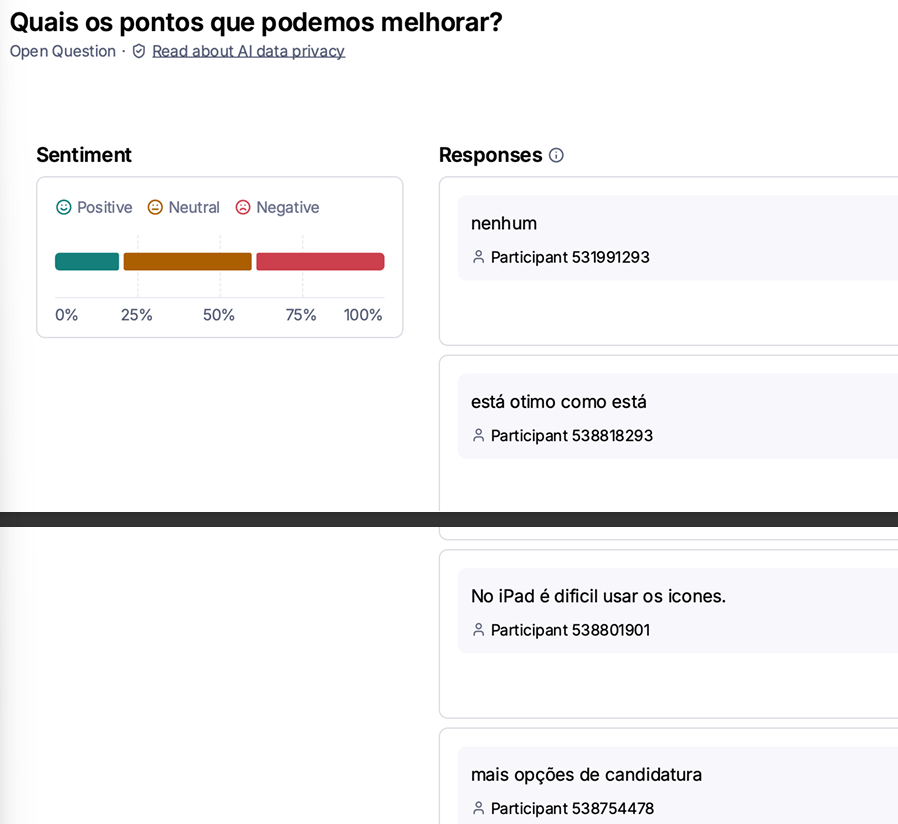 Quais os pontos que podemos melhorar?
Open Question · Read about AI data privacy
Sentiment
Positive Neutral Negative
0% 25% 50% 75% 100%
Responses
nenhum
Participant 531991293
está otimo como está
Participant 538818293
No iPad é dificil usar os icones.
Participant 538801901
mais opções de candidatura
Participant 538754478